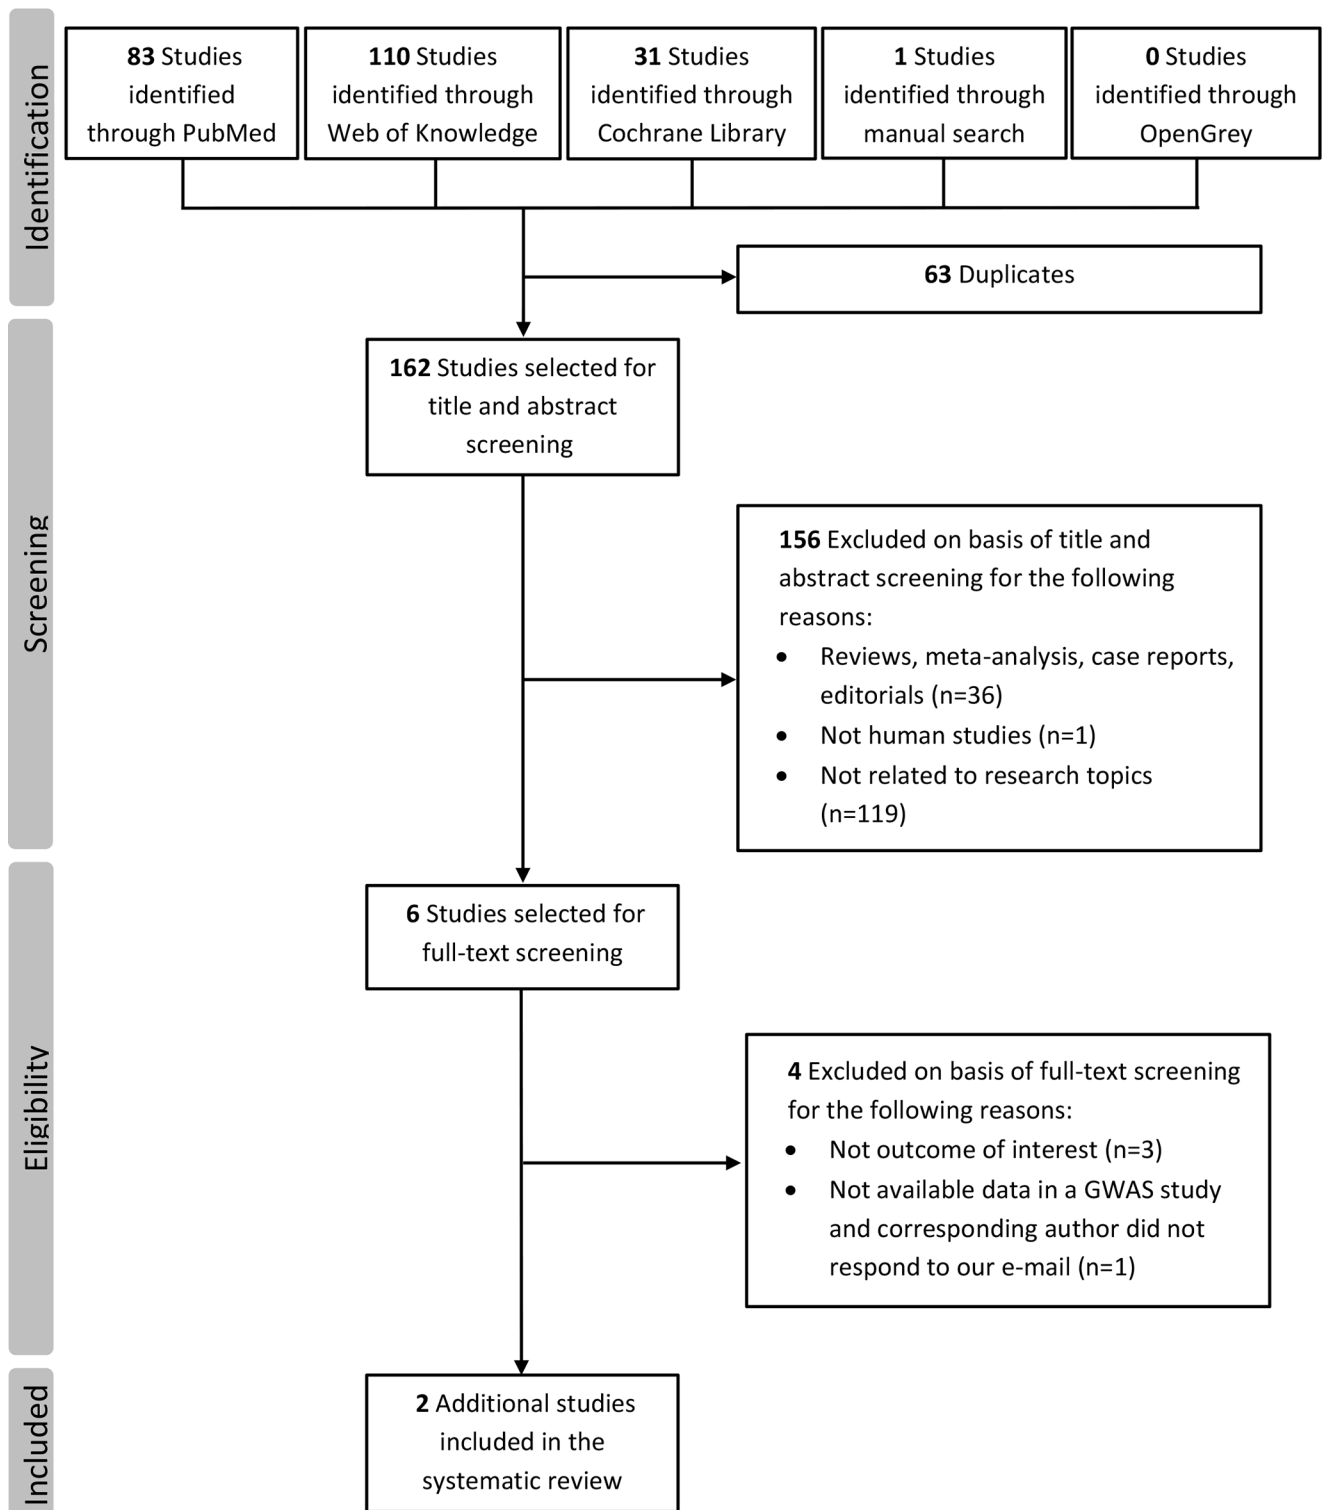 Identification
83 Studies
identified
through PubMed
110 Studies
identified through
Web of Knowledge
31 Studies
identified through
Cochrane Library
1 Studies
identified through
manual search
0 Studies
identified through
OpenGrey
63 Duplicates
Screening
162 Studies selected for
title and abstract
screening
156 Excluded on basis of title and
abstract screening for the following
reasons:
• Reviews, meta-analysis, case reports,
editorials (n=36)
• Not human studies (n=1)
• Not related to research topics
(n=119)
Eligibility
6 Studies selected for
full-text screening
4 Excluded on basis of full-text screening
for the following reasons:
• Not outcome of interest (n=3)
• Not available data in a GWAS study
and corresponding author did not
respond to our e-mail (n=1)
Included
2 Additional studies
included in the
systematic review